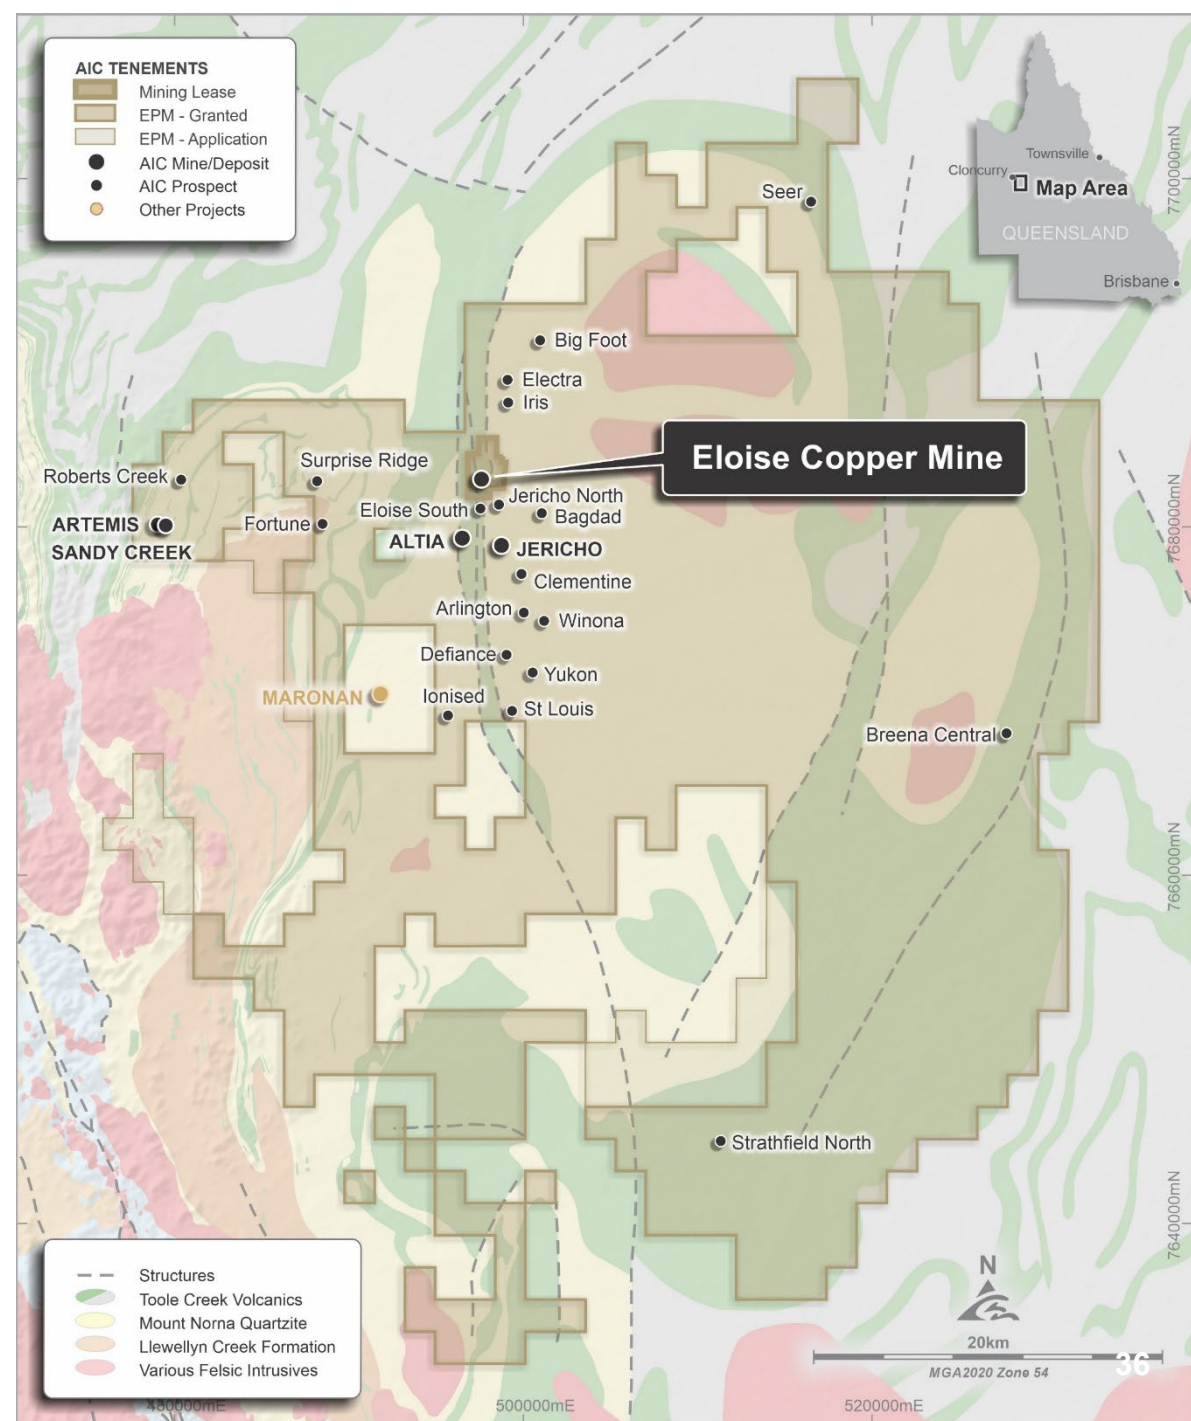 AIC TENEMENTS
Mining Lease
EPM - Granted
EPM - Application
AIC Mine/Deposit
AIC Prospect
Other Projects
Townsville
Cloncurry
Map Area
QUEENSLAND
Brisbane
7700000mN
Seer
Big Foot
Electra
Iris
Eloise Copper Mine
Surprise Ridge
Roberts Creek
Jericho North
Eloise South
Bagdad
Fortune
ARTEMIS
SANDY CREEK
ALTIA
JERICHO
7680000mN
Clementine
Arlington
Winona
Defiance
Yukon
MARONAN
Ionised
St Louis
Breena Central
7660000mN
Strathfield North
7640000mN
Structures
Toole Creek Volcanics
Mount Norna Quartzite
Llewellyn Creek Formation
Various Felsic Intrusives
N
20km
MGA2020 Zone 54
36
480000mE
500000mE
520000mE